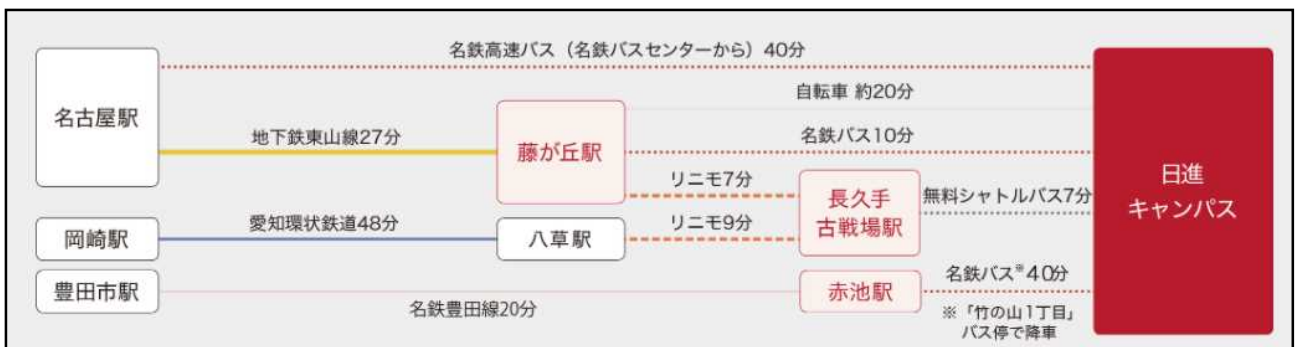 名鉄高速バス（名鉄バスセンターから）40分
名古屋駅
地下鉄東山線27分
藤が丘駅
自転車 約20分
名鉄バス10分
リニモ7分
長久手
古戦場駅
無料シャトルバス7分
日進
キャンパス
岡崎駅
愛知環状鉄道48分
八草駅
リニモ9分
豊田市駅
名鉄豊田線20分
赤池駅
名鉄バス※40分
※「竹の山1丁目」
バス停で降車